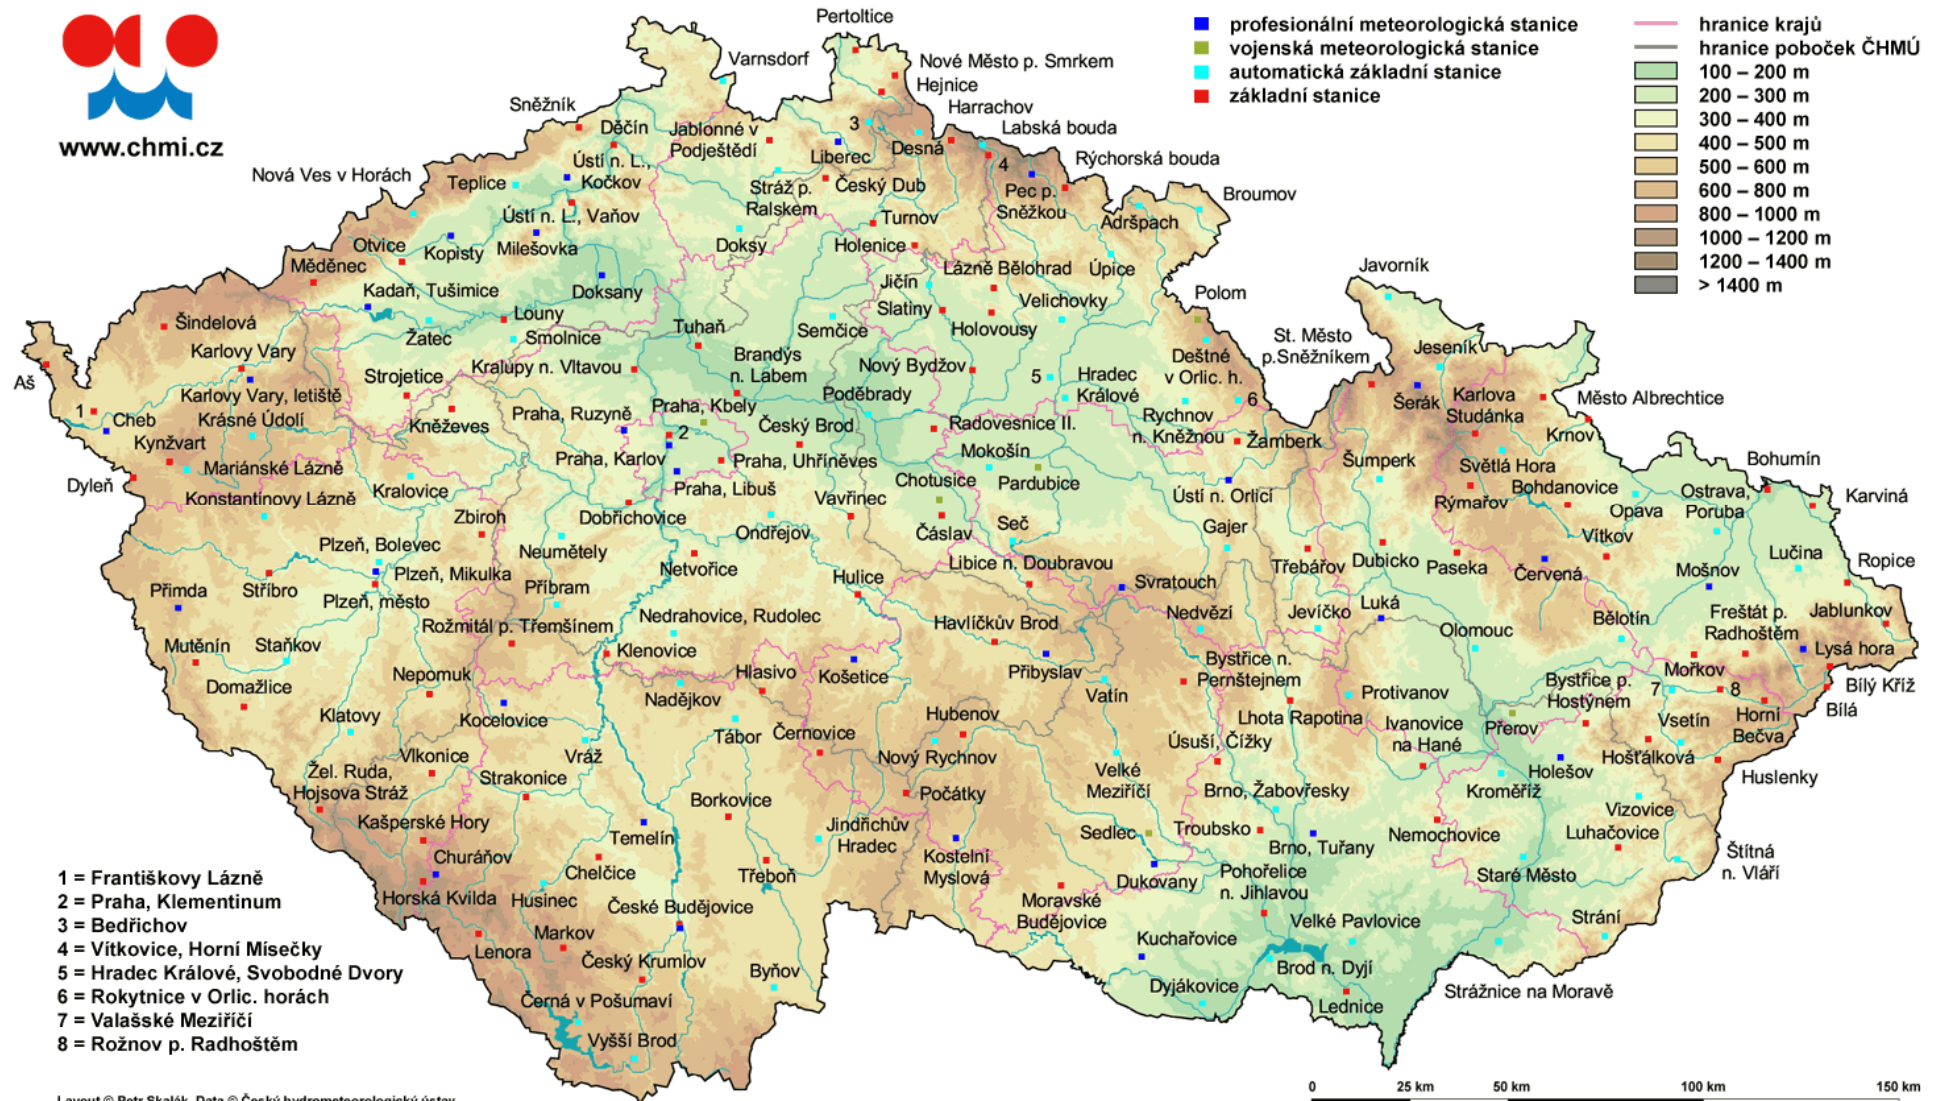 www.chmi.cz
profesionální meteorologická stanice
vojenská meteorologická stanice
automatická základní stanice
základní stanice
hranice krajů
hranice poboček ČHMÚ
100 – 200 m
200 – 300 m
300 – 400 m
400 – 500 m
500 – 600 m
600 – 800 m
800 – 1000 m
1000 – 1200 m
1200 – 1400 m
> 1400 m
Pertoltice
Varnsdorf
Nové Město p. Smrkem
Hejnice
Sněžník
Harrachov
Děčín
Jablonné v
Podještědí
3
Liberec
Desná
Labská bouda
4
Rýchorská bouda
Nová Ves v Horách
Teplice
Ústí n. L.,
Kočkov
Stráž p.
Ralskem
Český Dub
Pec p.
Sněžkou
Broumov
Ústí n. L., Vaňov
Turnov
Adršpach
Otvice
Kopisty
Milešovka
Doksy
Holenice
Měděnec
Lázně Bělohrad
Úpice
Javorník
Kadaň, Tušimice
Doksany
Jičín
Velichovky
Polom
Šindelová
Louny
Slatiny
Holovousy
Žatec
Smolnice
Tuhaň
Semčice
St. Město
p.Sněžníkem
Jeseník
Karlovy Vary
Brandýs
n. Labem
Deštné
v Orlic. h.
Aš
Strojetice
Kralupy n. Vltavou
Nový Bydžov
5
Hradec
Králové
Karlovy Vary, letiště
Poděbrady
Šerák
Karlova
Studánka
Město Albrechtice
1
Cheb
Krásné Údolí
Kněževes
Praha, Ruzyně
Praha, Kbely
Český Brod
Radovesnice II.
Rychnov
n. Kněžnou
6
Žamberk
Krnov
Kynžvart
2
Mokošín
Mariánské Lázně
Praha, Karlov
Praha, Uhříněves
Šumperk
Světlá Hora
Bohumín
Dyleň
Konstantinovy Lázně
Kralovice
Praha, Libuš
Vavřinec
Chotusice
Pardubice
Ústí n. Orlicí
Rýmařov
Bohdanovice
Ostrava,
Poruba
Karviná
Zbiroh
Dobřichovice
Opava
Neumětely
Ondřejov
Čáslav
Seč
Gajer
Vítkov
Plzeň, Bolevec
Netvořice
Libice n. Doubravou
Třebářov
Dubicko
Paseka
Červená
Lučina
Ropice
Plzeň, Mikulka
Příbram
Hulice
Svratouch
Mošnov
Přimda
Stříbro
Plzeň, město
Nedrahovice, Rudolec
Nedvězí
Jevíčko
Luká
Freštát p.
Radhoštěm
Jablunkov
Rožmitál p. Třemšínem
Havlíčkův Brod
Olomouc
Bělotín
Mutěnín
Staňkov
Klenovice
Lysá hora
Nepomuk
Hlasivo
Košetice
Přibyslav
Bystřice n.
Pernštejnem
Mořkov
Domažlice
Nadějkov
Vatín
Protivanov
Bystřice p.
Hostýnem
7
8
Bílý Kříž
Klatovy
Kocelovice
Hubenov
Lhota Rapotina
Ivanovice
na Hané
Přerov
Vsetín
Horní
Bečva
Bílá
Vlkonice
Vráž
Tábor
Černovice
Úsuší, Čížky
Nový Rychnov
Holešov
Hošťálková
Žel. Ruda,
Hojsova Stráž
Strakonice
Velké
Meziříčí
Huslenky
Kašperské Hory
Borkovice
Počátky
Brno, Žabovřesky
Kroměříž
Temelín
Jindřichův
Hradec
Sedlec
Troubsko
Nemochovice
Vizovice
Luhačovice
Churáňov
Kostelní
Myslová
Brno, Tuřany
Štítná
n. Vláří
Chelčice
Třeboň
Dukovany
Pohořelice
n. Jihlavou
Staré Město
Horská Kvilda
Husinec
České Budějovice
Moravské
Budějovice
Velké Pavlovice
Strání
Markov
Kuchařovice
Lenora
Český Krumlov
Byňov
Brod n. Dyjí
Černá v Pošumaví
Dyjákovice
Lednice
Strážnice na Moravě
Vyšší Brod
1 = Františkovy Lázně
2 = Praha, Klementinum
3 = Bedřichov
4 = Vítkovice, Horní Mísečky
5 = Hradec Králové, Svobodné Dvory
6 = Rokytnice v Orlic. horách
7 = Valašské Meziříčí
8 = Rožnov p. Radhoštěm
Layout © Petr Skalák, Data © Český hydrometeorologický ústav
0 25 km 50 km 100 km 150 km